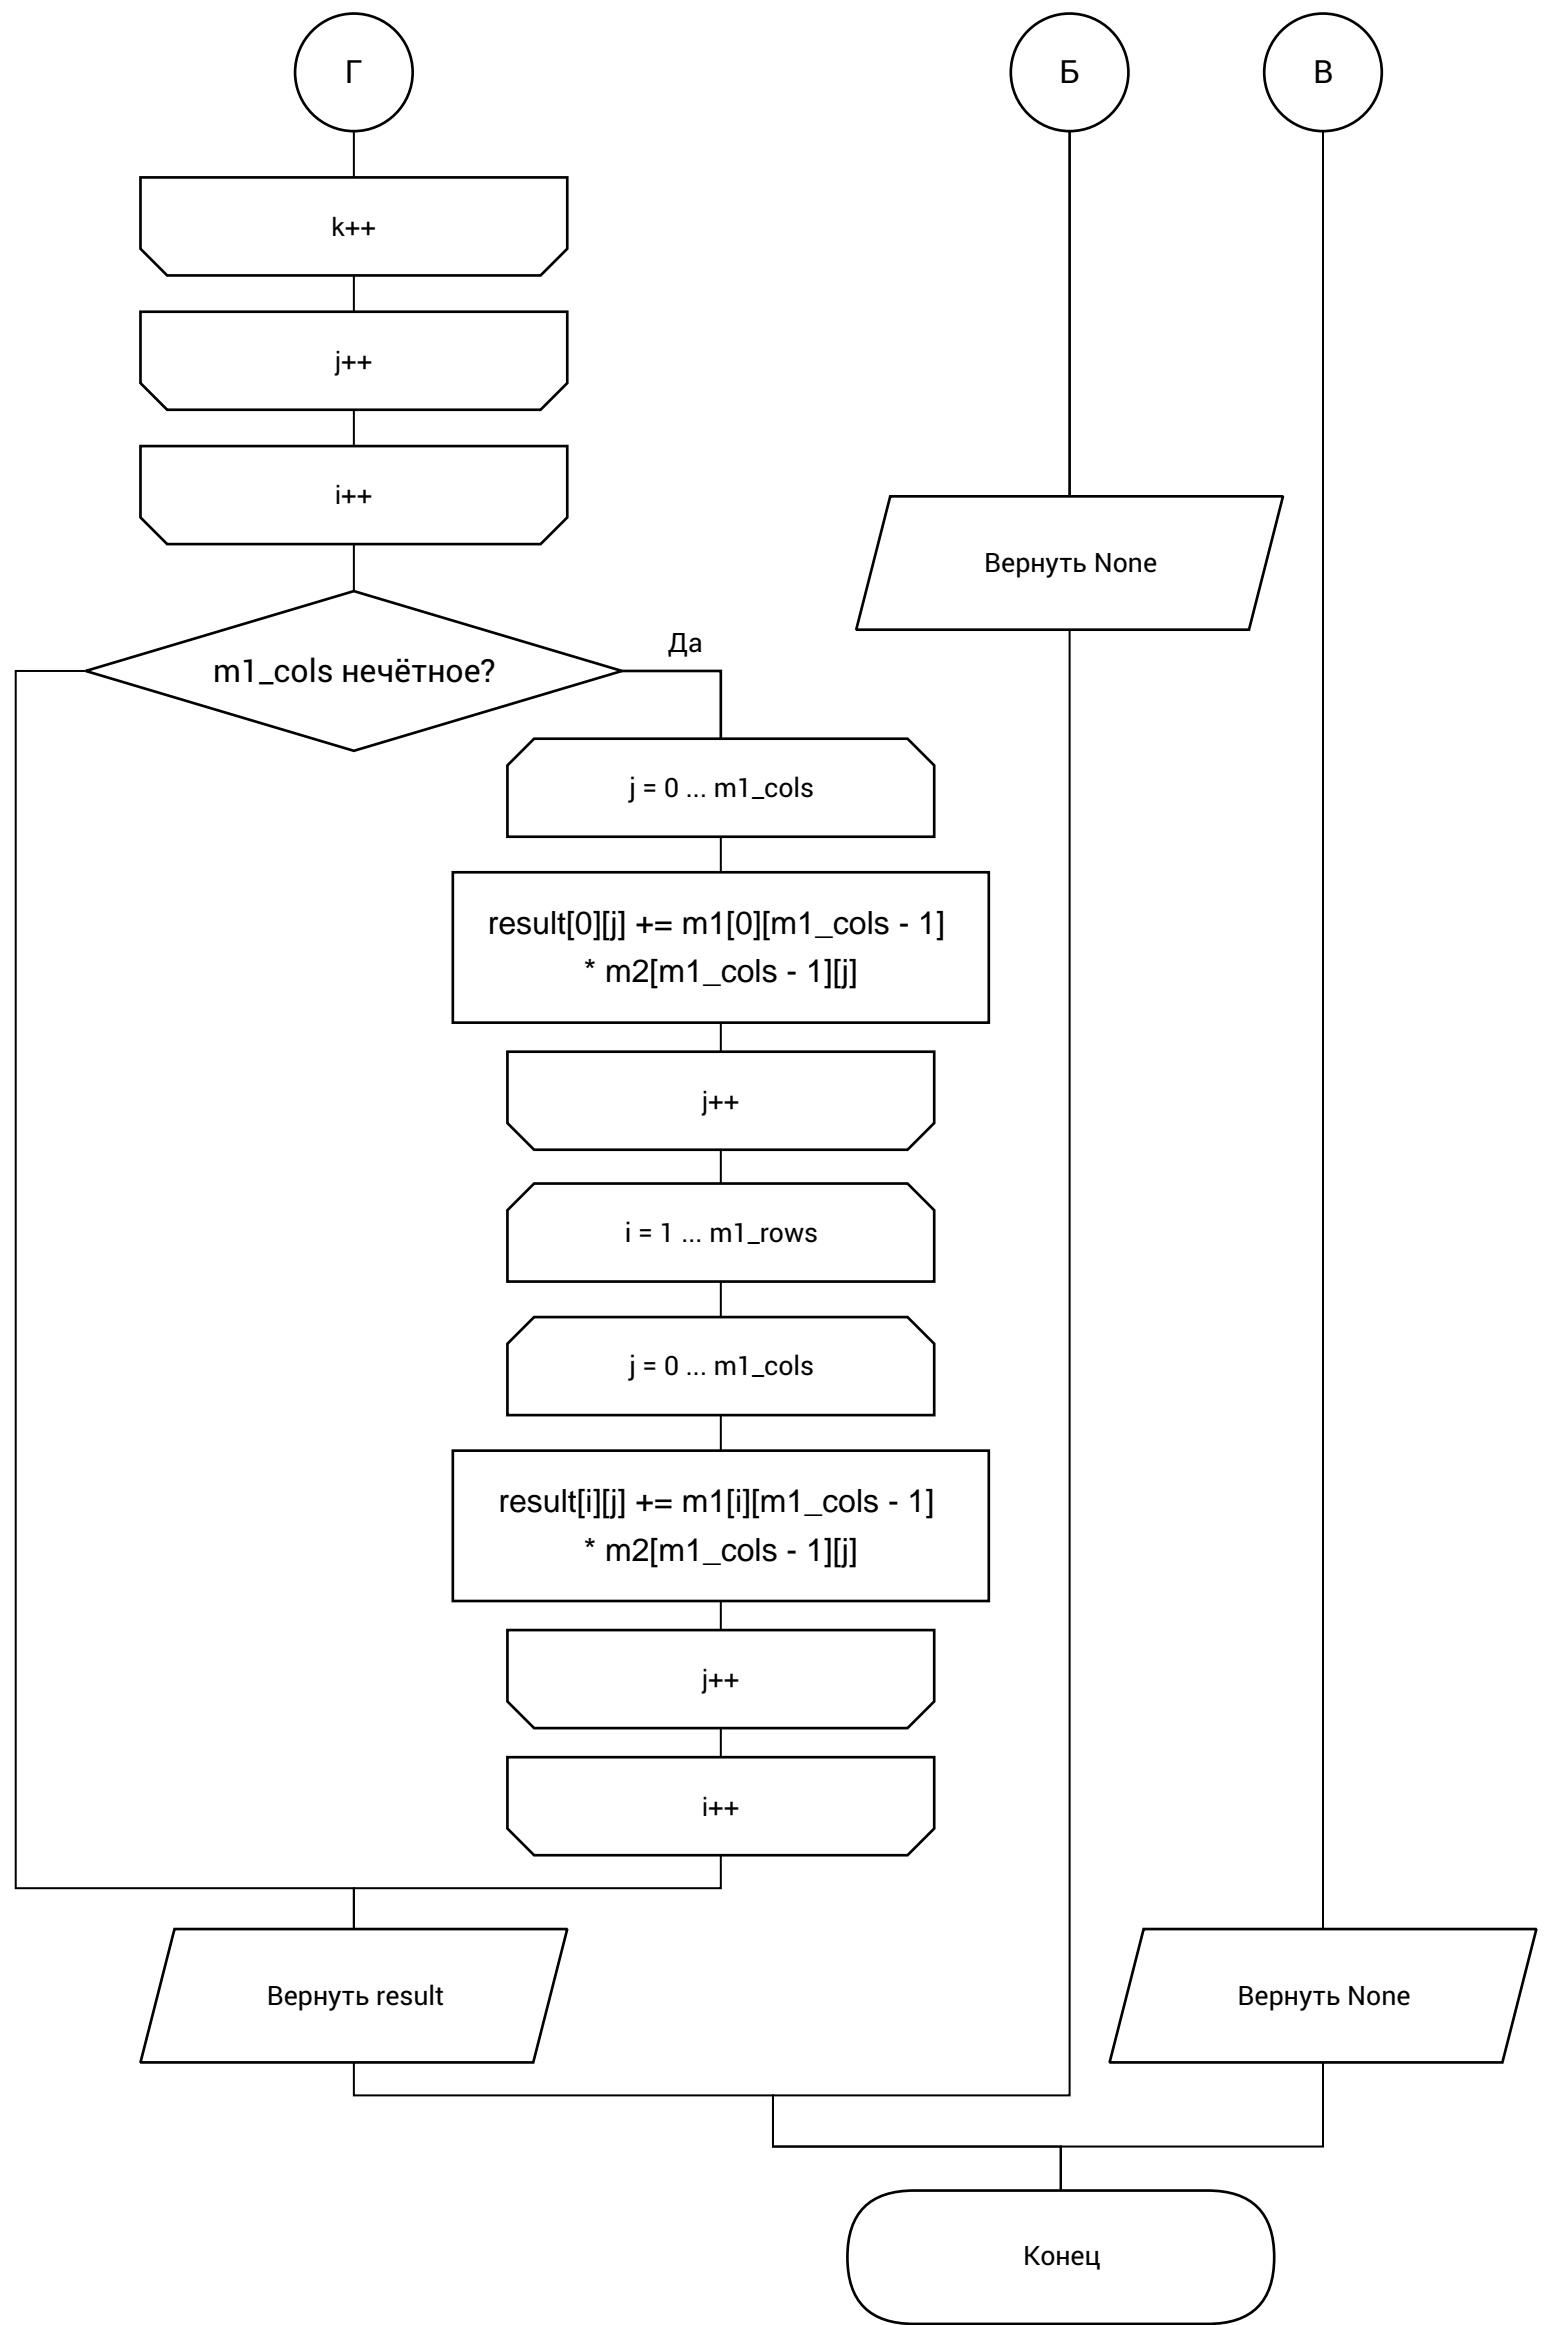 Г
Б
В
k++
j++
i++
Вернуть None
Да
m1_cols нечётное?
j = 0 ... m1_cols
result[0][j] += m1[0][m1_cols - 1]
* m2[m1_cols - 1][j]
j++
i = 1 ... m1_rows
j = 0 ... m1_cols
result[i][j] += m1[i][m1_cols - 1]
* m2[m1_cols - 1][j]
j++
i++
Вернуть result
Вернуть None
Конец